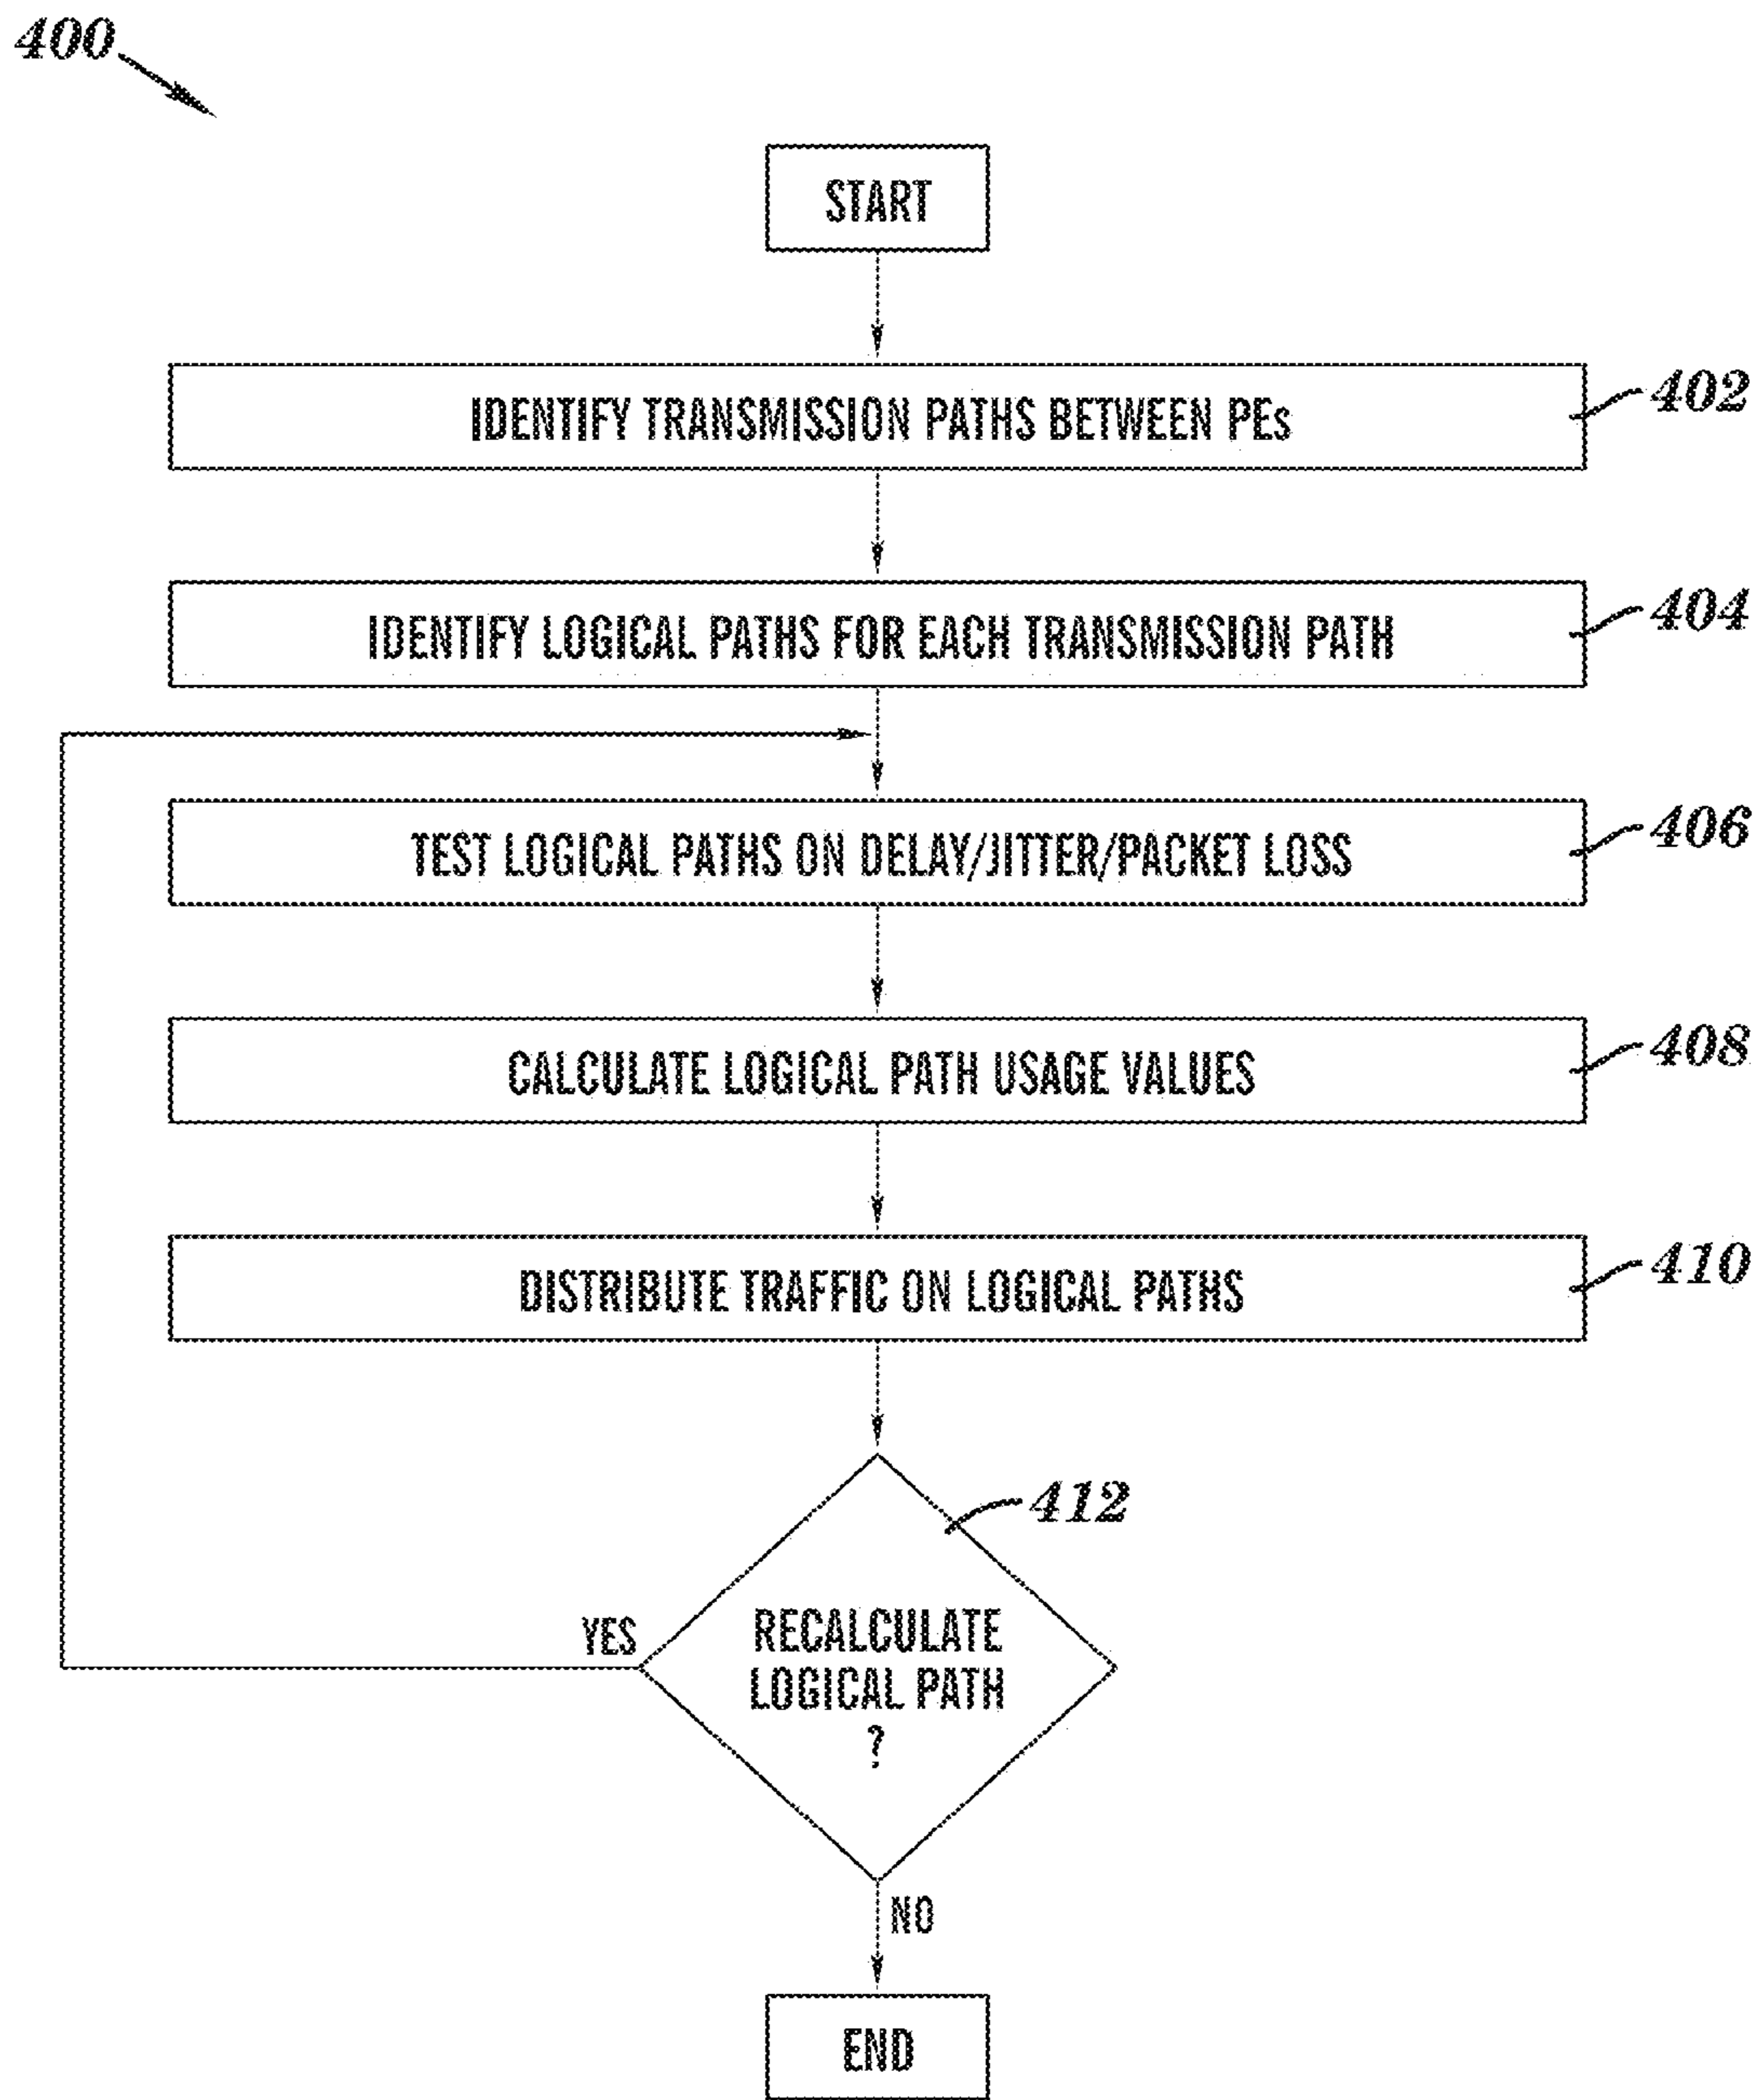 400
START
IDENTIFY TRANSMISSION PATHS BETWEEN PEs
402
IDENTIFY LOGICAL PATHS FOR EACH TRANSMISSION PATH
404
TEST LOGICAL PATHS ON DELAY/JITTER/PACKET LOSS
406
CALCULATE LOGICAL PATH USAGE VALUES
408
DISTRIBUTE TRAFFIC ON LOGICAL PATHS
410
412
RECALCULATE
LOGICAL PATH
?
YES
NO
END